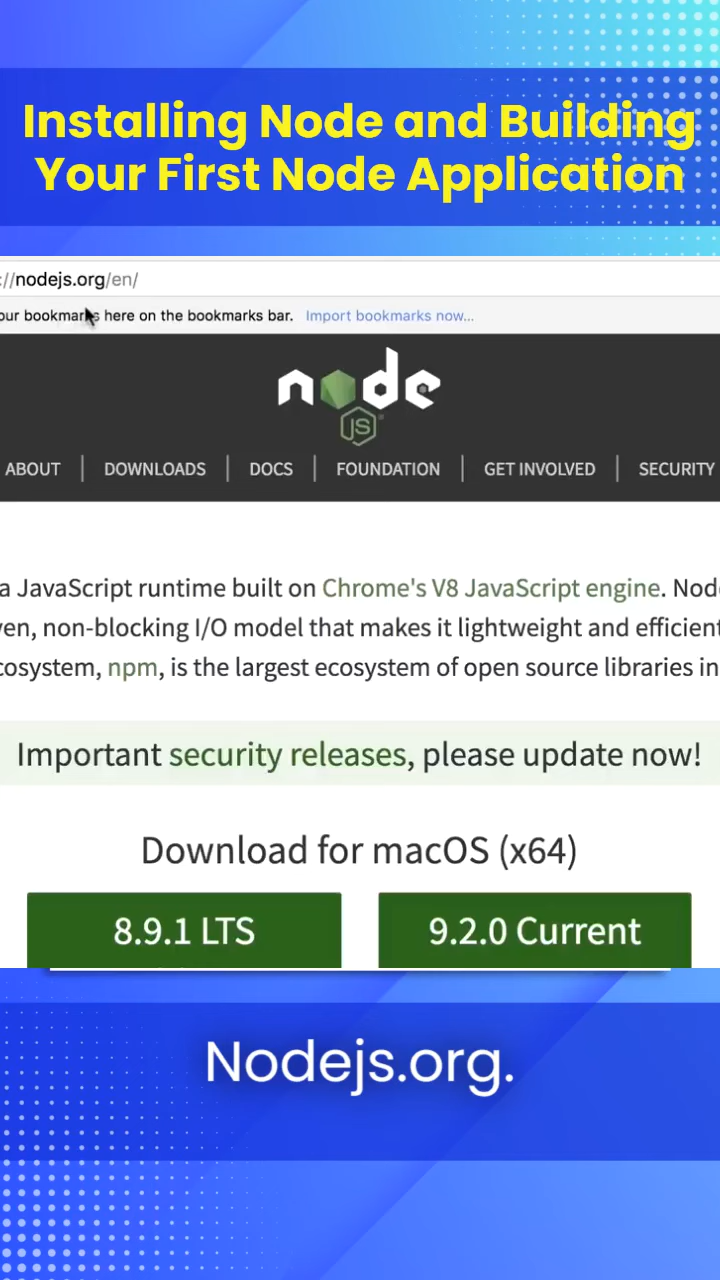 Installing Node and Building
Your First Node Application
://nodejs.org/en/
our bookmarks here on the bookmarks bar. Import bookmarks now...
node
JS
ABOUT | DOWNLOADS | DOCS | FOUNDATION | GET INVOLVED | SECURITY
a JavaScript runtime built on Chrome's V8 JavaScript engine. Nod
ven, non-blocking I/O model that makes it lightweight and efficient
cosystem, npm, is the largest ecosystem of open source libraries in
Important security releases, please update now!
Download for macOS (x64)
8.9.1 LTS 9.2.0 Current
Nodejs.org.